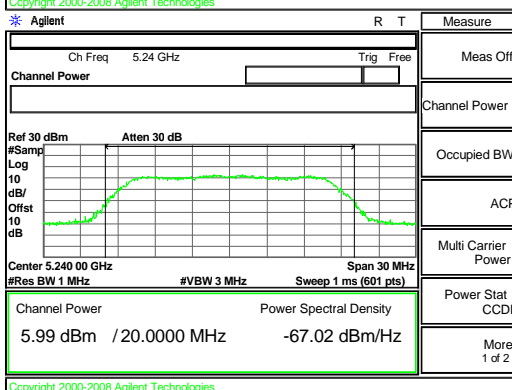 Copyright 2000-2008 Agilent Technologies
Agilent R T Measure
Ch Freq 5.24 GHz Trig Free
Meas Off
Channel Power
Channel Power
Ref 30 dBm Atten 30 dB
#Samp
Log
10
dB/
Offst
10
dB
Occupied BW
ACP
Multi Carrier
Power
Center 5.240 00 GHz Span 30 MHz
#Res BW 1 MHz #VBW 3 MHz Sweep 1 ms (601 pts)
Power Stat
CCDF
Channel Power Power Spectral Density
5.99 dBm / 20.0000 MHz -67.02 dBm/Hz
More
1 of 2
Copyright 2000-2008 Agilent Technologies